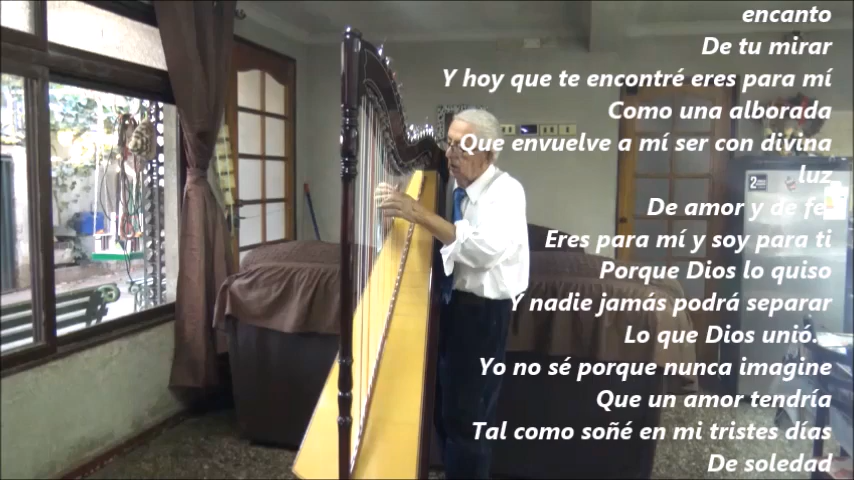 encanto
De tu mirar
Y hoy que te encontré eres para mí
Como una alborada
Que envuelve a mí ser con divina
luz
2
De amor y de fe
Eres para mí y soy para ti
Porque Dios lo quiso
Y nadie jamás podrá separar
Lo que Dios unió.
Yo no sé porque nunca imagine
Que un amor tendría
Tal como soñé en mi tristes días
De soledad